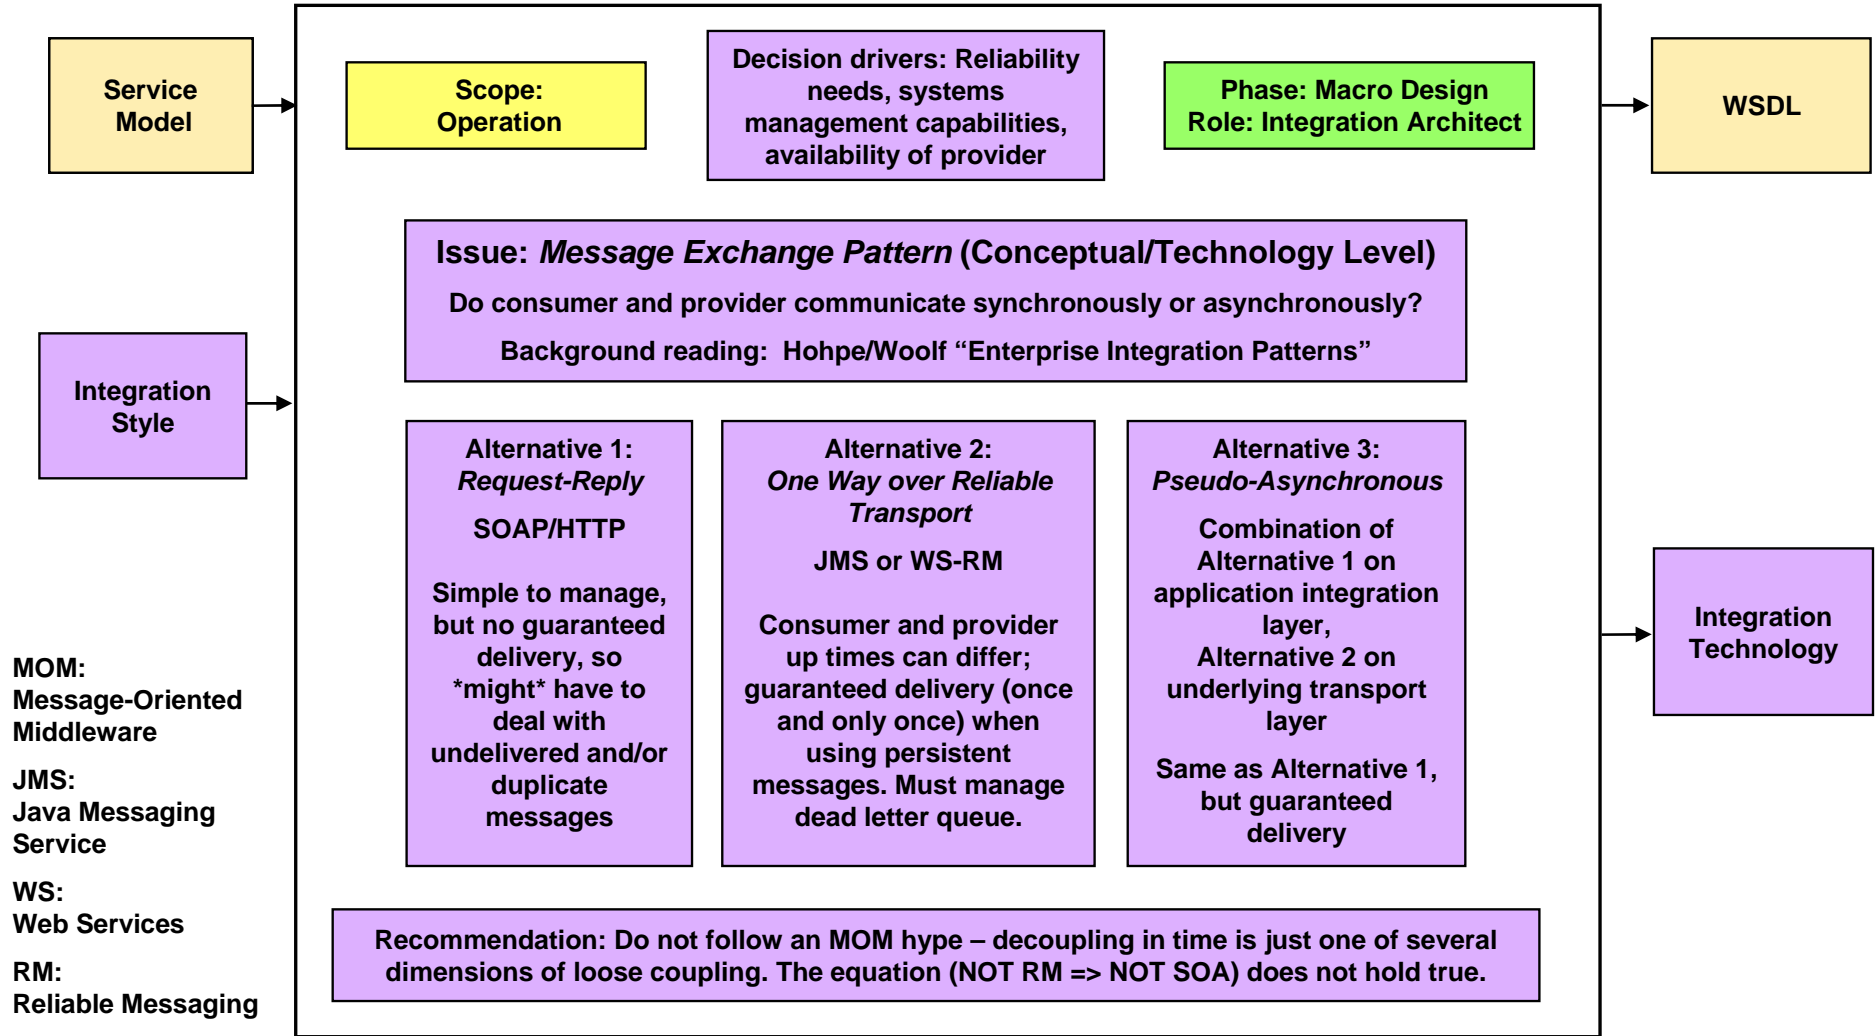 Service
Model
Scope:
Operation
Decision drivers: Reliability
needs, systems
management capabilities,
availability of provider
Phase: Macro Design
Role: Integration Architect
WSDL
Issue: Message Exchange Pattern (Conceptual/Technology Level)
Do consumer and provider communicate synchronously or asynchronously?
Background reading: Hohpe/Woolf “Enterprise Integration Patterns”
Integration
Style
Alternative 1:
Request-Reply
SOAP/HTTP
Simple to manage,
but no guaranteed
delivery, so
*might* have to
deal with
undelivered and/or
duplicate
messages
Alternative 2:
One Way over Reliable
Transport
JMS or WS-RM
Consumer and provider
up times can differ;
guaranteed delivery (once
and only once) when
using persistent
messages. Must manage
dead letter queue.
Alternative 3:
Pseudo-Asynchronous
Combination of
Alternative 1 on
application integration
layer,
Alternative 2 on
underlying transport
layer
Same as Alternative 1,
but guaranteed
delivery
Integration
Technology
MOM:
Message-Oriented
Middleware
JMS:
Java Messaging
Service
WS:
Web Services
RM:
Reliable Messaging
Recommendation: Do not follow an MOM hype – decoupling in time is just one of several
dimensions of loose coupling. The equation (NOT RM => NOT SOA) does not hold true.